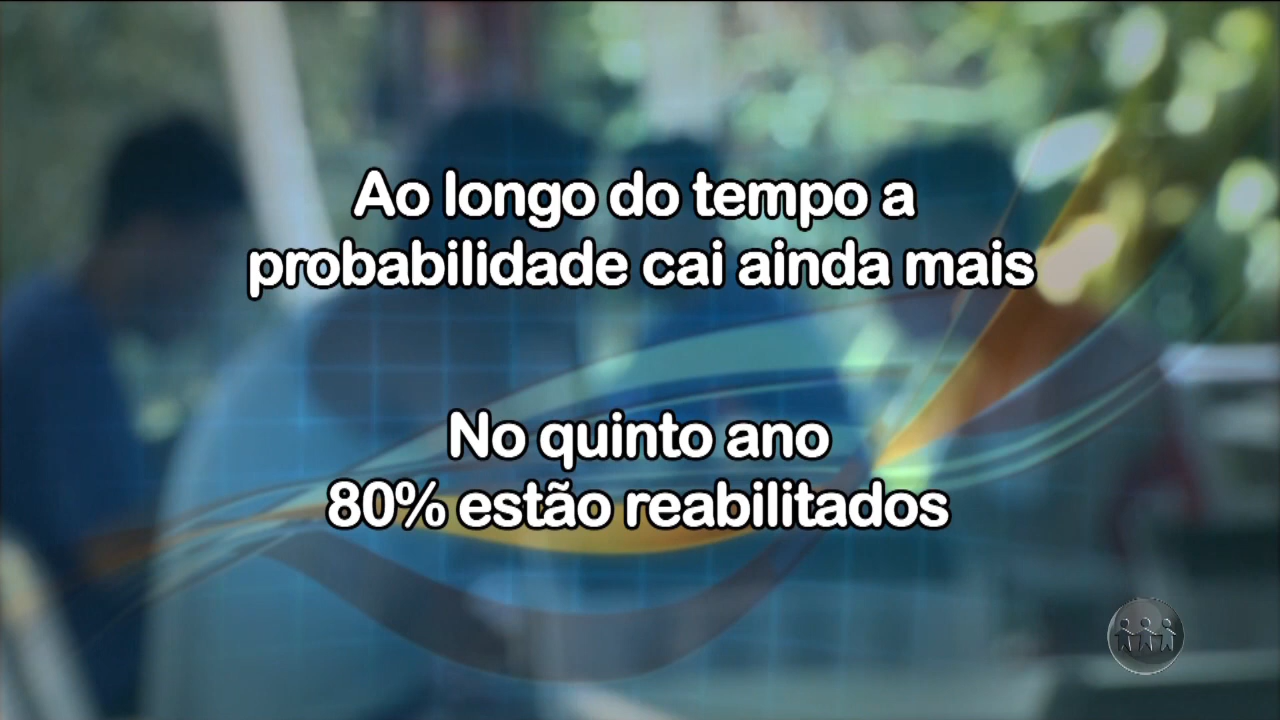 Ao longo do tempo a
probabilidade cai ainda mais
No quinto ano
80% estão reabilitados